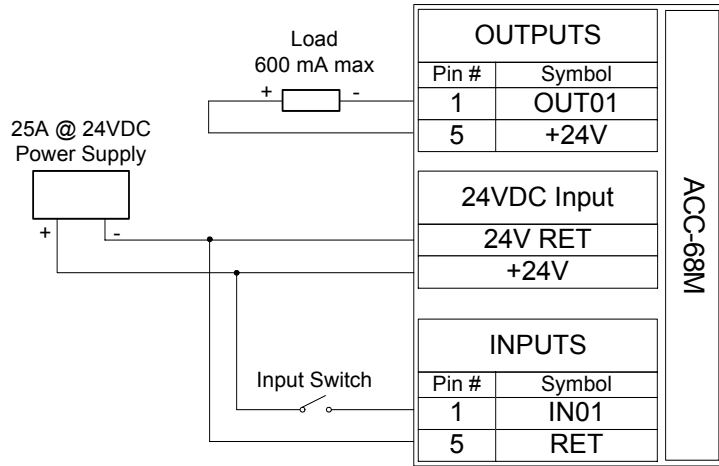 Load
600 mA max
+ -
25A @ 24VDC
Power Supply
+ -
OUTPUTS
Pin # Symbol
1 OUT01
5 +24V
24VDC Input
24V RET
+24V
INPUTS
Pin # Symbol
1 IN01
5 RET
Input Switch
ACC-68M